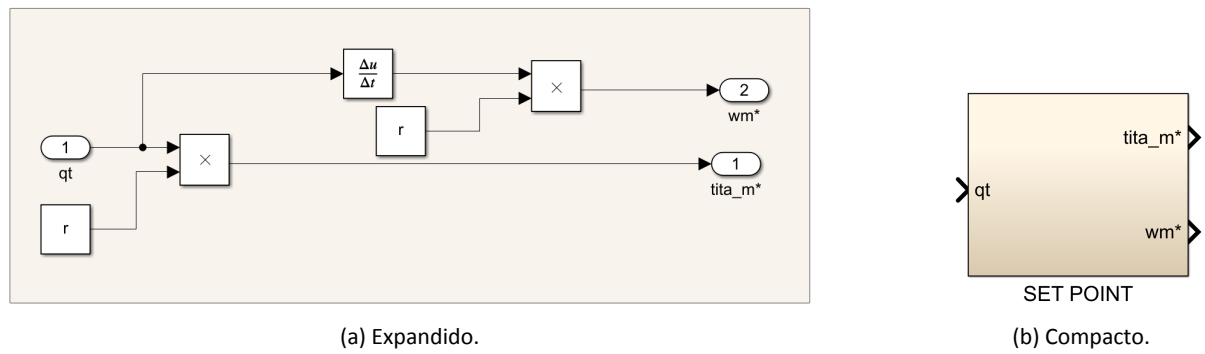 Δu
Δt
×
2
wm*
r
1
qt
×
1
tita_m*
r
(a) Expandido.
tita_m*
qt
wm*
SET POINT
(b) Compacto.